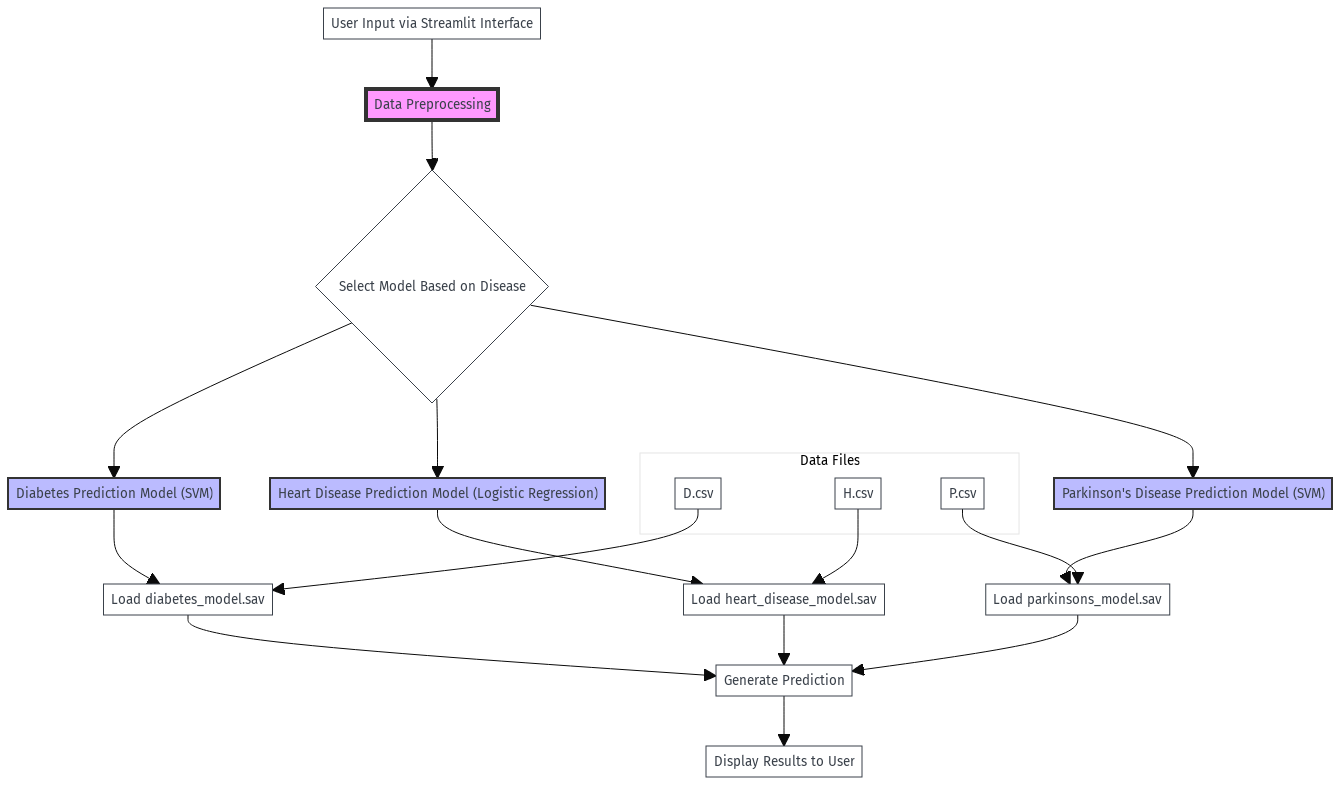 User Input via Streamlit Interface
Data Preprocessing
Select Model Based on Disease
Data Files
Diabetes Prediction Model (SVM)
Heart Disease Prediction Model (Logistic Regression)
D.csv
H.csv
P.csv
Parkinson's Disease Prediction Model (SVM)
Load diabetes_model.sav
Load heart_disease_model.sav
Load parkinsons_model.sav
Generate Prediction
Display Results to User